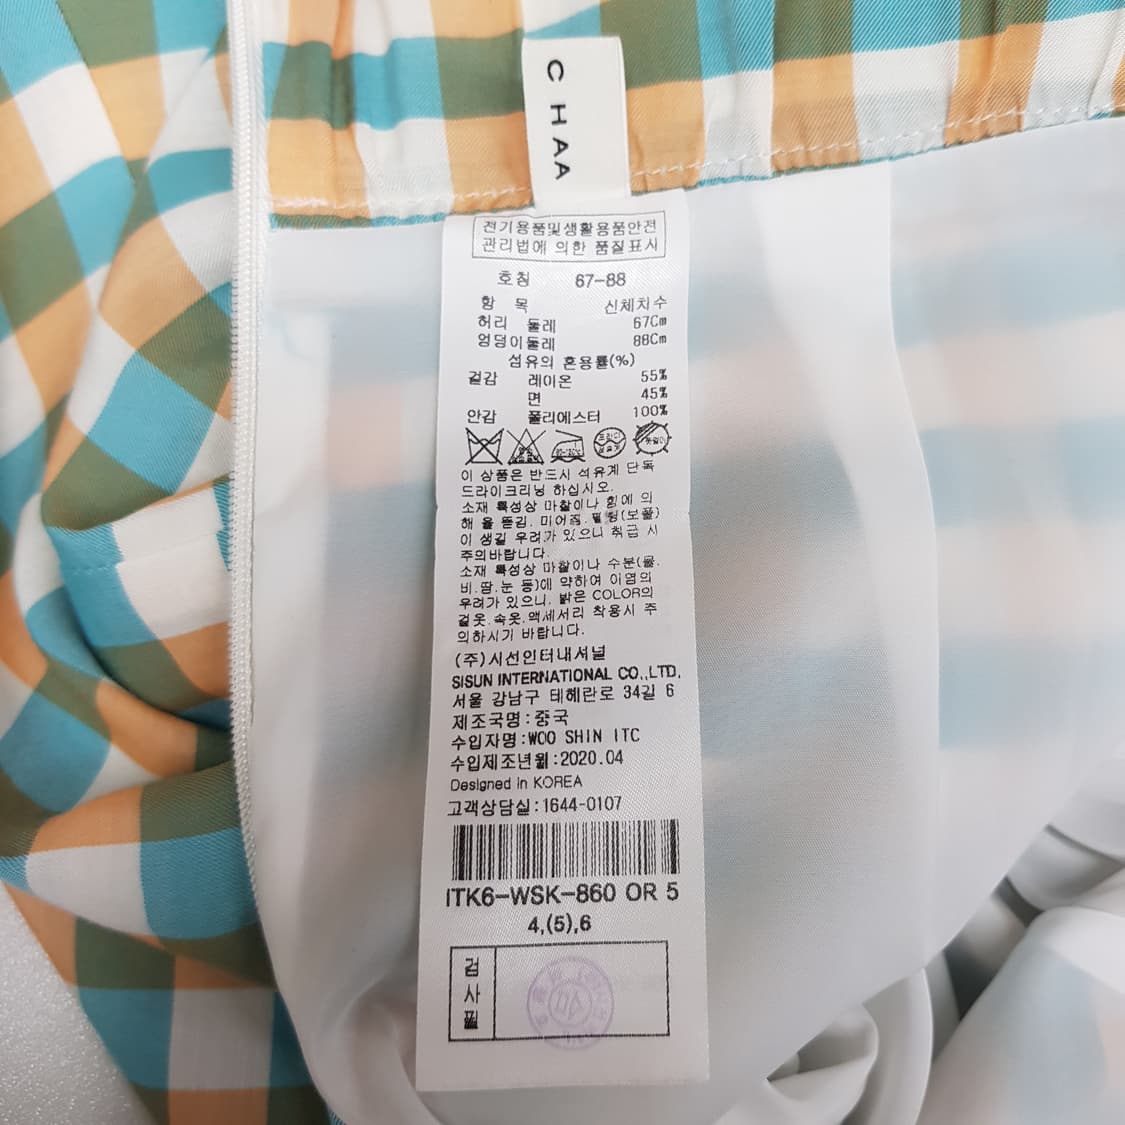 C HAA
전기용품및생활용품안전
관리법에 의한 품질표시
호칭 67-88
항 목 신체치수
허리 둘레 67Cm
엉덩이둘레 88Cm
섬유의 혼용률(%)
겉감 레이온 55%
면 45%
안감 폴리에스터 100%
이 상품은 반드시 석유계 단독
드라이크리닝 하십시오.
소재 특성상 마찰이나 힘에 의
해 올 뜯김, 미어짐, 필링(보풀)
이 생길 우려가 있으니 취급 시
주의바랍니다.
소재 특성상 마찰이나 수분(물,
비,땀,눈 등)에 약하여 이염의
우려가 있으니, 밝은 COLOR의
겉옷,속옷,액세서리 착용시 주
의하시기 바랍니다.
(주)시선인터내셔널
SISUN INTERNATIONAL CO.,LTD.
서울 강남구 테헤란로 34길 6
제조국명:중국
수입자명:WOO SHIN ITC
수입제조년월:2020.04
Designed in KOREA
고객상담실:1644-0107
ITK6-WSK-860 OR 5
4,(5),6
검
사
필